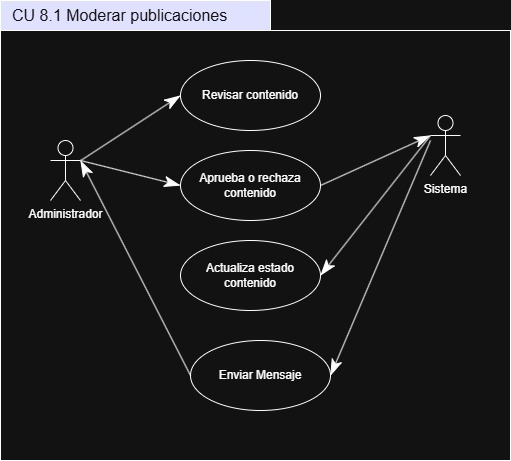 CU 8.1 Moderar publicaciones
Revisar contenido
Aprueba o rechaza
contenido
Administrador
Sistema
Actualiza estado
contenido
Enviar Mensaje